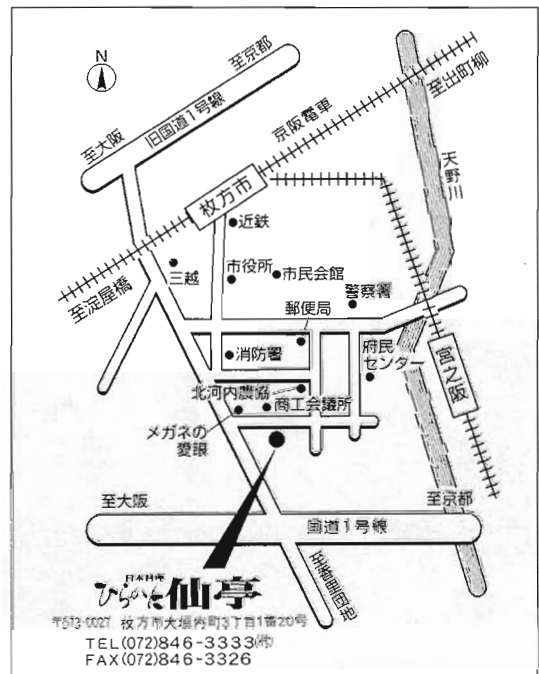 N
至京都
至大阪
旧国道1号線
京阪電車
至出町柳
天野川
枚方市
近鉄
三越
市役所
市民会館
至淀屋橋
警察署
郵便局
消防署
府民
センター
宮之阪
北河内農協
商工会議所
メガネの
愛眼
至大阪
至京都
国道1号線
至香里団地
日本料理
ひらかた仙亭
〒573-0027 枚方市大垣内町3丁目1番20号
TEL(072)846-3333㈹
FAX(072)846-3326